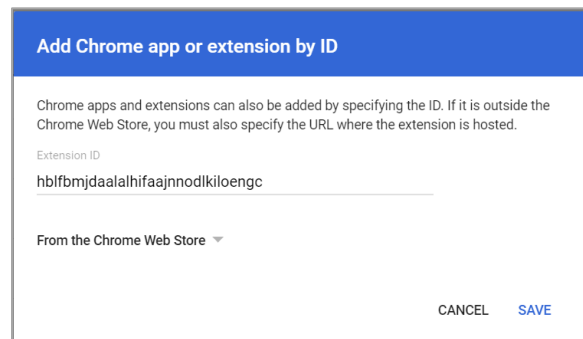 Add Chrome app or extension by ID
Chrome apps and extensions can also be added by specifying the ID. If it is outside the
Chrome Web Store, you must also specify the URL where the extension is hosted.
Extension ID
hblfbmjdaalalhifaajnnodlkiloengc
From the Chrome Web Store
CANCEL SAVE